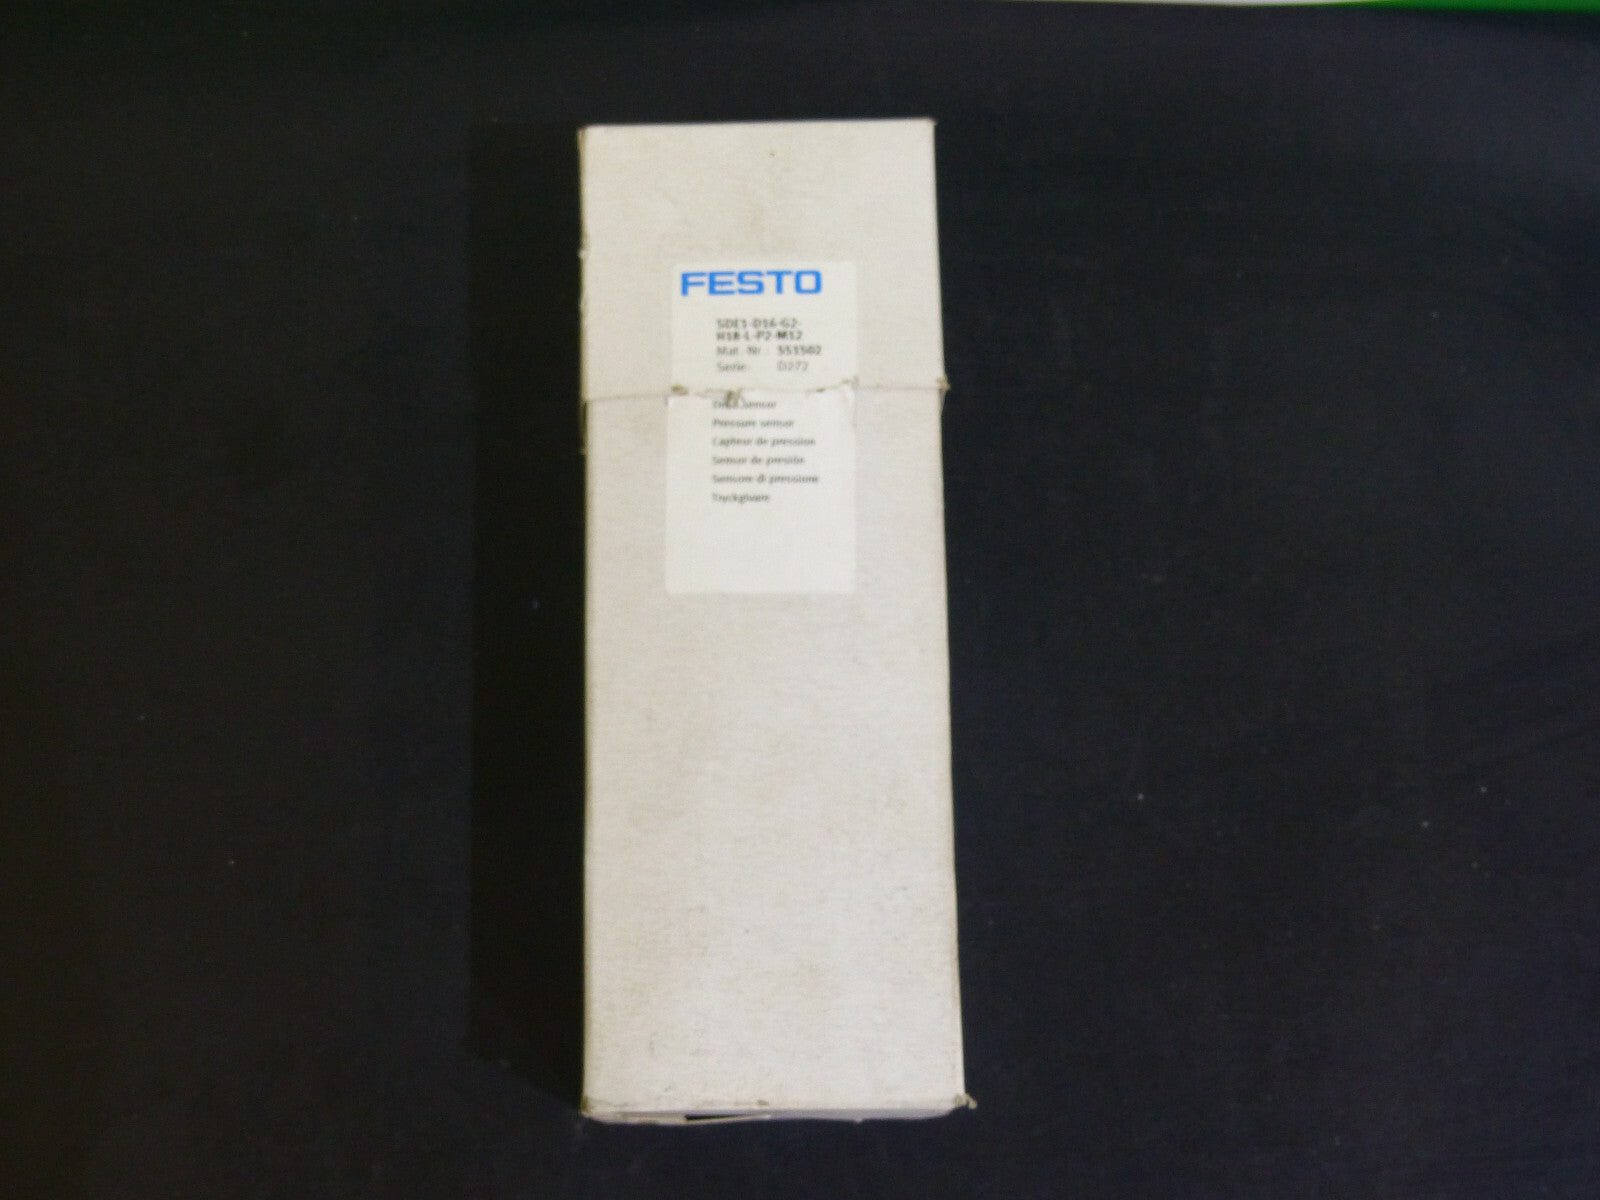 FESTO
SDE1-D16-G2-
H18-L-P2-M12
Mat. Nr.: 551502
Serie: D272
Pressure sensor
Capteur de pression
Sensor de presión
Sensore di pressione
Tryckgivare